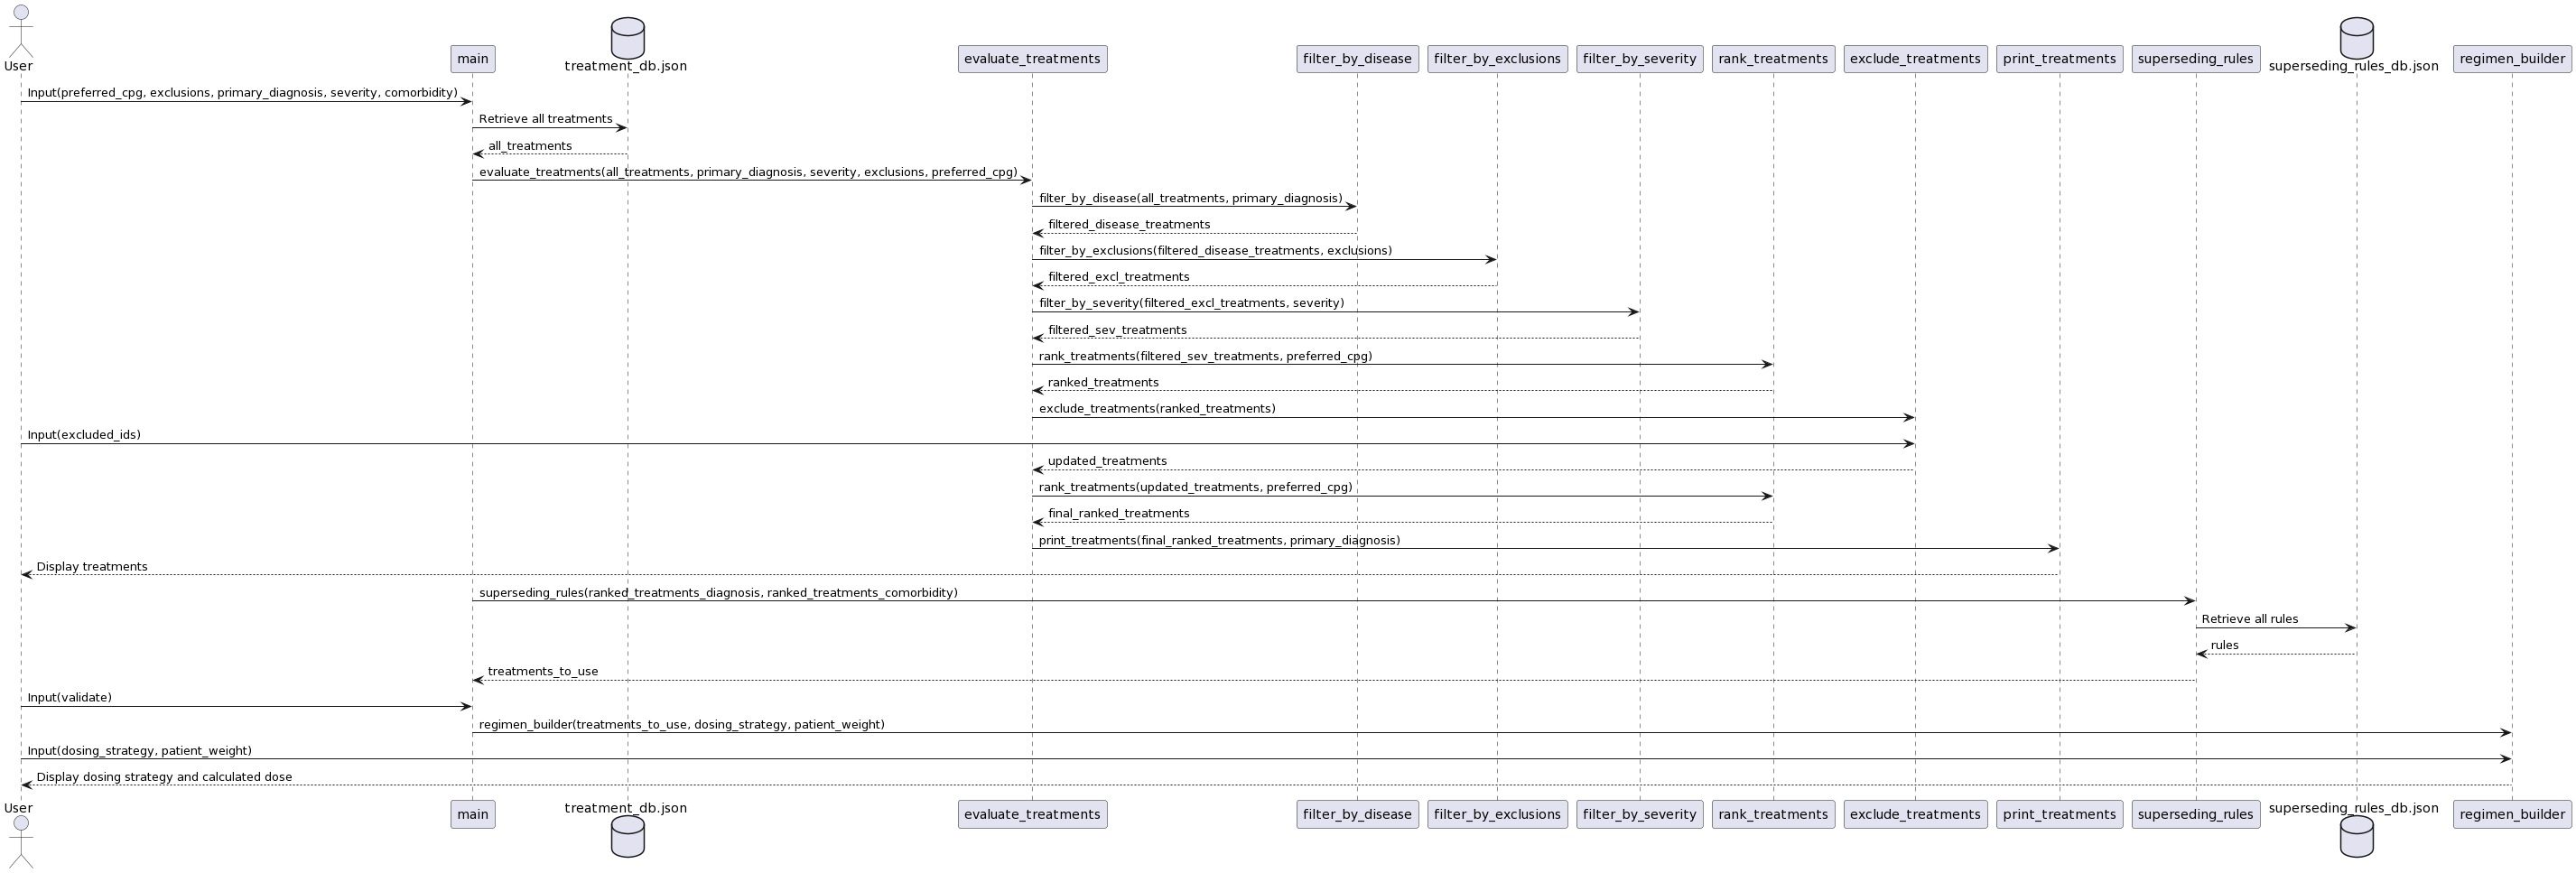 User
main
treatment_db.json
evaluate_treatments
filter_by_disease
filter_by_exclusions
filter_by_severity
rank_treatments
exclude_treatments
print_treatments
superseding_rules
superseding_rules_db.json
regimen_builder
Input(preferred_cpg, exclusions, primary_diagnosis, severity, comorbidity)
Retrieve all treatments
all_treatments
evaluate_treatments(all_treatments, primary_diagnosis, severity, exclusions, preferred_cpg)
filter_by_disease(all_treatments, primary_diagnosis)
filtered_disease_treatments
filter_by_exclusions(filtered_disease_treatments, exclusions)
filtered_excl_treatments
filter_by_severity(filtered_excl_treatments, severity)
filtered_sev_treatments
rank_treatments(filtered_sev_treatments, preferred_cpg)
ranked_treatments
exclude_treatments(ranked_treatments)
Input(excluded_ids)
updated_treatments
rank_treatments(updated_treatments, preferred_cpg)
final_ranked_treatments
print_treatments(final_ranked_treatments, primary_diagnosis)
Display treatments
superseding_rules(ranked_treatments_diagnosis, ranked_treatments_comorbidity)
Retrieve all rules
rules
treatments_to_use
Input(validate)
regimen_builder(treatments_to_use, dosing_strategy, patient_weight)
Input(dosing_strategy, patient_weight)
Display dosing strategy and calculated dose
User
main
treatment_db.json
evaluate_treatments
filter_by_disease
filter_by_exclusions
filter_by_severity
rank_treatments
exclude_treatments
print_treatments
superseding_rules
superseding_rules_db.json
regimen_builder